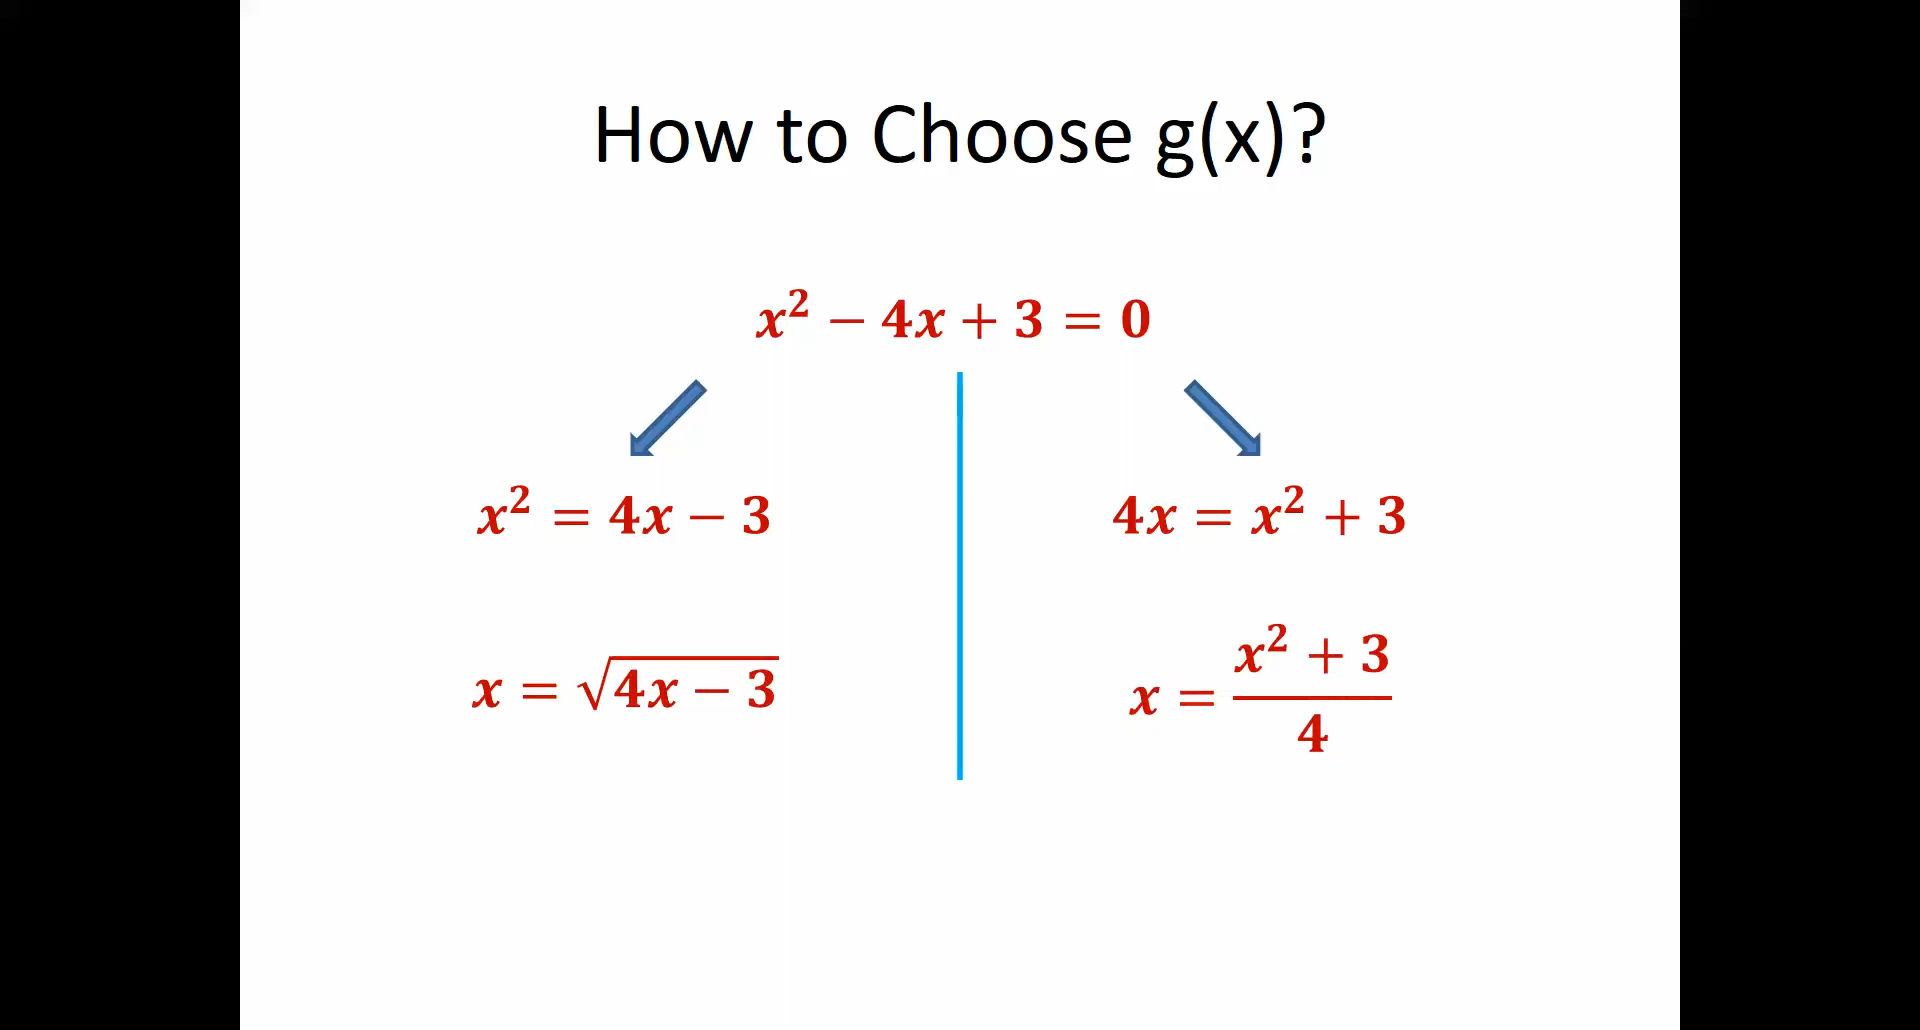 How to Choose g(x)?
x² − 4x + 3 = 0
x² = 4x − 3
x = √(4x − 3)
4x = x² + 3
x = (x² + 3)/4